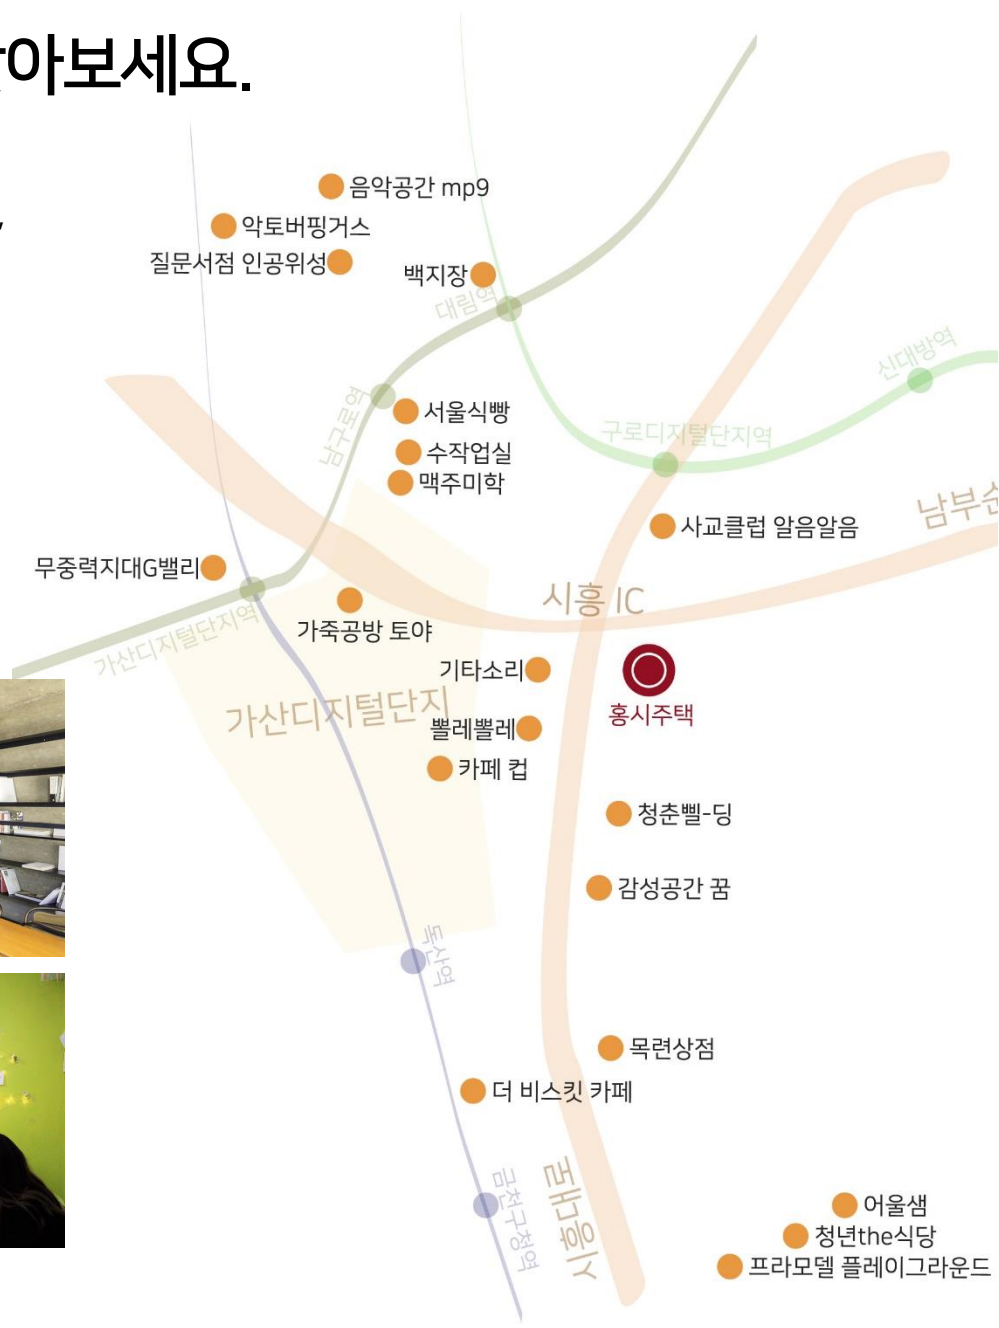 아보세요.
,
음악공간 mp9
악토버핑거스
질문서점 인공위성
백지장
대림역
신대방역
남구로역
서울식빵
구로디지털단지역
수작업실
맥주미학
남부순
사교클럽 알음알음
무중력지대G밸리
시흥 IC
가산디지털단지역
가죽공방 토야
기타소리
가산디지털단지
홍시주택
뽈레뽈레
카페 컵
청춘삘-딩
감성공간 꿈
독산역
목련상점
더 비스킷 카페
금천구청역
시흥대로
어울샘
청년the식당
프라모델 플레이그라운드